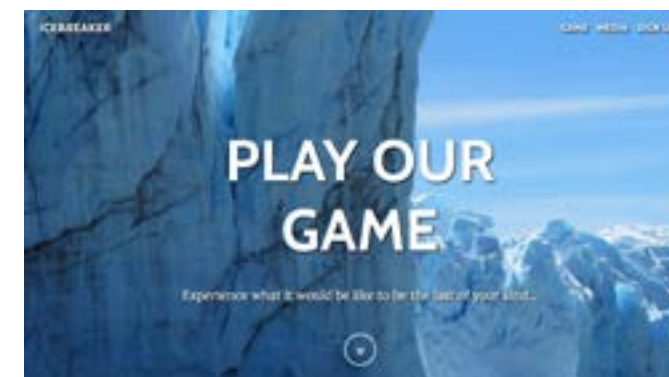 ICEBREAKER
GAME MEDIA
PLAY OUR
GAME
Experience what it would be like to be the last of your kind...